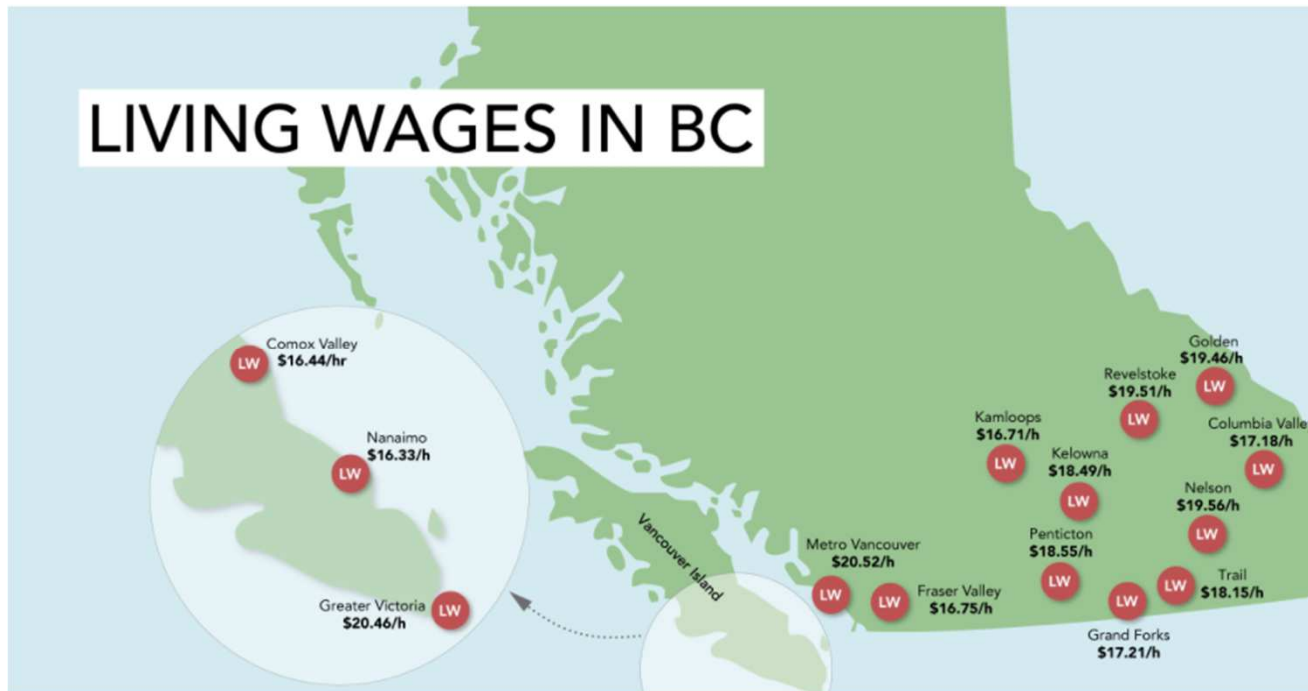 LIVING WAGES IN BC
Comox Valley
$16.44/hr
LW
Nanaimo
$16.33/h
LW
Greater Victoria
$20.46/h
LW
Vancouver Island
Metro Vancouver
$20.52/h
LW
Fraser Valley
$16.75/h
LW
Kamloops
$16.71/h
LW
Kelowna
$18.49/h
LW
Penticton
$18.55/h
LW
Revelstoke
$19.51/h
LW
Golden
$19.46/h
LW
Columbia Valle
$17.18/h
LW
Nelson
$19.56/h
LW
Trail
$18.15/h
LW
Grand Forks
$17.21/h
LW